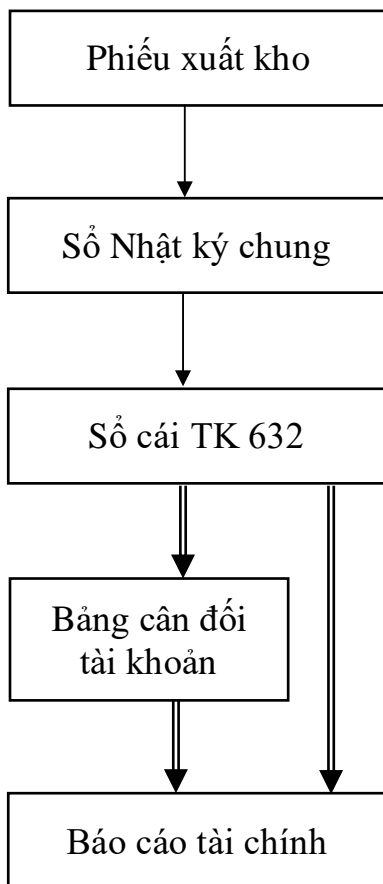 Phiếu xuất kho
Sổ Nhật ký chung
Sổ cái TK 632
Bảng cân đối
tài khoản
Báo cáo tài chính